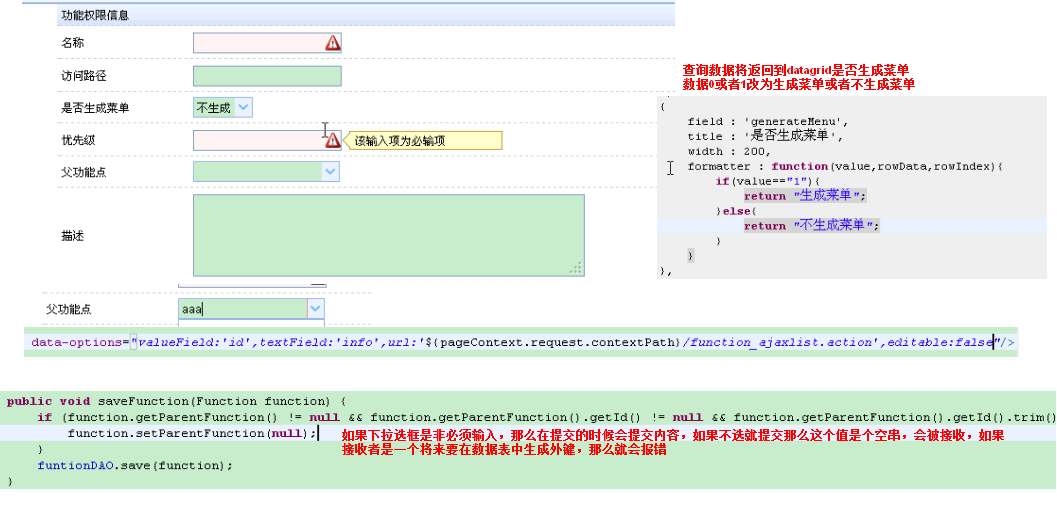 功能权限信息
名称
访问路径
是否生成菜单 不生成
优先级 该输入项为必输项
父功能点
描述
查询数据将返回到datagrid是否生成菜单
数据0或者1改为生成菜单或者不生成菜单
{
field : 'generateMenu',
title : '是否生成菜单',
width : 200,
formatter : function(value,rowData,rowIndex){
if(value=="1"){
return "生成菜单";
}else{
return "不生成菜单";
}
}
},
父功能点 aaa
data-options="valueField:'id',textField:'info',url:'${pageContext.request.contextPath}/function_ajaxlist.action',editable:false"/>
public void saveFunction(Function function) {
if (function.getParentFunction() != null && function.getParentFunction().getId() != null && function.getParentFunction().getId().trim()
function.setParentFunction(null);
如果下拉选框是非必须输入，那么在提交的时候会提交内容，如果不选就提交那么这个值是个空串，会被接收，如果
接收者是一个将来要在数据表中生成外键，那么就会报错
}
funtionDAO.save(function);
}